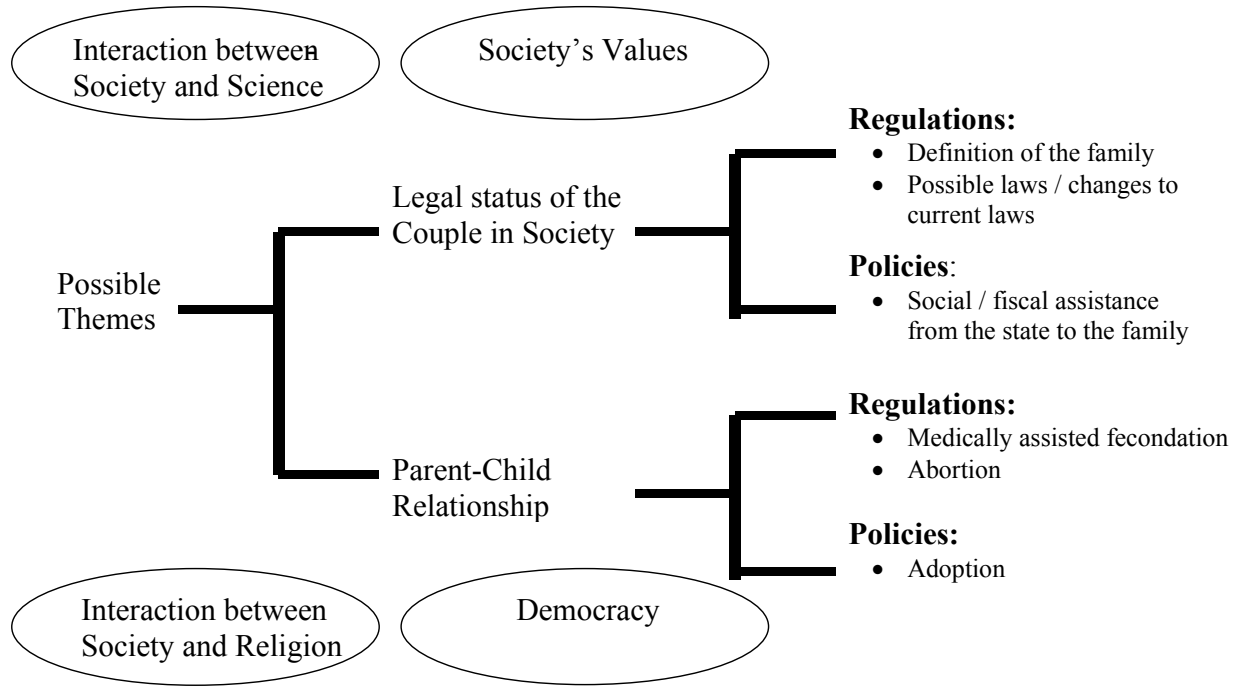 Interaction between
Society and Science
Society’s Values
Regulations:
• Definition of the family
• Possible laws / changes to
current laws
Legal status of the
Couple in Society
Policies:
• Social / fiscal assistance
from the state to the family
Possible
Themes
Regulations:
• Medically assisted fecondation
• Abortion
Parent-Child
Relationship
Policies:
• Adoption
Interaction between
Society and Religion
Democracy